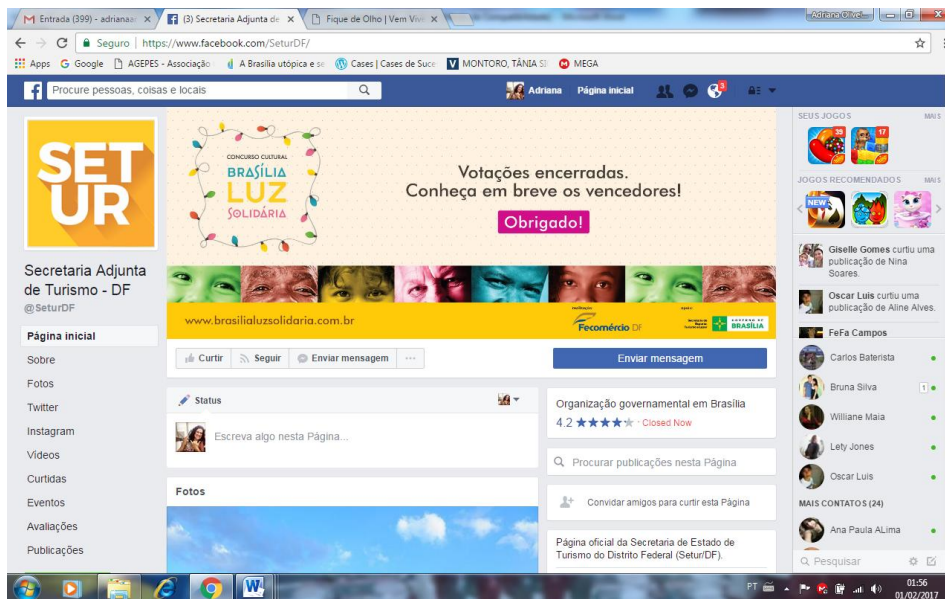 Entrada (399) - adrianaa
(3) Secretaria Adjunta de
Fique de Olho | Vem Viv
Seguro | https://www.facebook.com/SeturDF/
Apps
Google
AGEPES - Associação
A Brasília utópica e se
Cases | Cases de Suce
MONTORO, TÂNIA S
MEGA
Procure pessoas, coisas e locais
Adriana
Página inicial
3
SETUR
Secretaria Adjunta
de Turismo - DF
@SeturDF
Página inicial
Sobre
Fotos
Twitter
Instagram
Vídeos
Curtidas
Eventos
Avaliações
Publicações
CONCURSO CULTURAL
BRASÍLIA
LUZ
SOLIDÁRIA
Votações encerradas.
Conheça em breve os vencedores!
Obrigado!
www.brasilialuzsolidaria.com.br
Fecomércio DF
BRASÍLIA
Curtir
Seguir
Enviar mensagem
...
Enviar mensagem
Status
Escreva algo nesta Página...
Fotos
Organização governamental em Brasília
4.2 ★★★★☆ · Closed Now
Procurar publicações nesta Página
Convidar amigos para curtir esta Página
Página oficial da Secretaria de Estado de
Turismo do Distrito Federal (Setur/DF).
SEUS JOGOS
MAIS
39
17
JOGOS RECOMENDADOS
MAIS
NEW
Giselle Gomes curtiu uma
publicação de Nina
Soares.
Oscar Luis curtiu uma
publicação de Aline Alves.
FeFa Campos
Carlos Baterista
Bruna Silva
1
Williane Maia
Lety Jones
Oscar Luis
MAIS CONTATOS (24)
Ana Paula ALima
Pesquisar
PT
01:56
01/02/2017